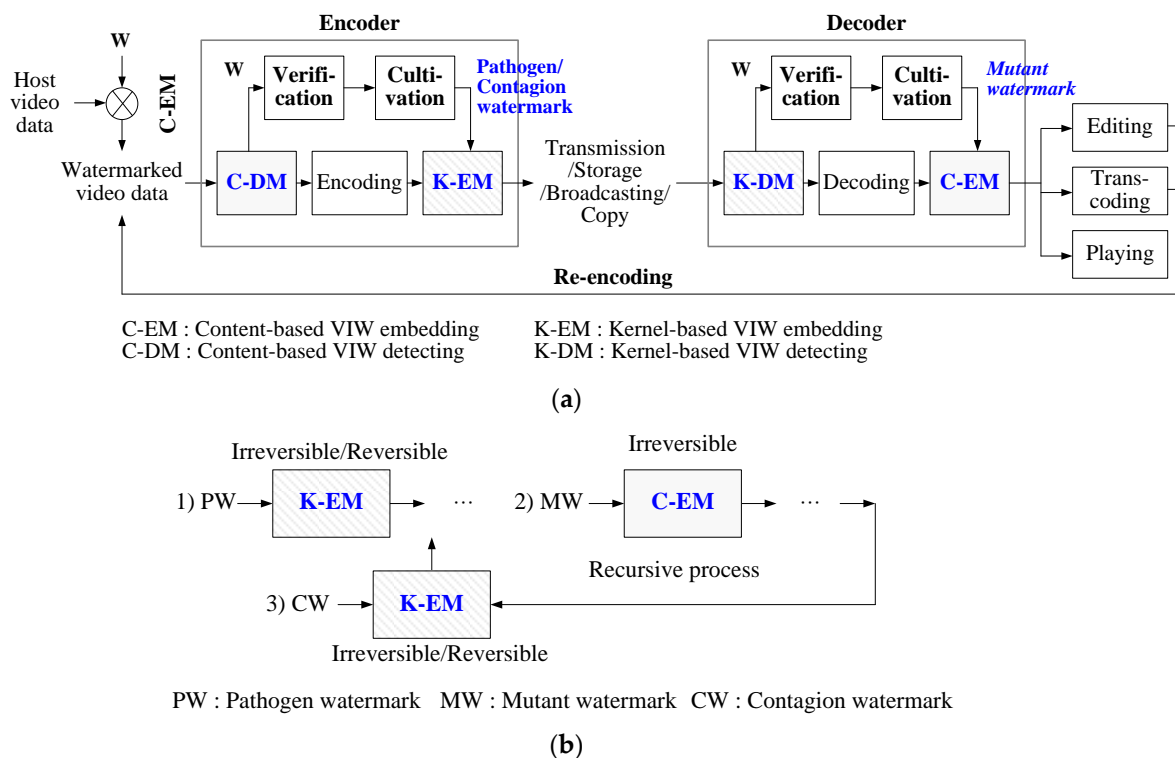 Encoder
Decoder
W
Host
video
data
C-EM
Watermarked
video data
W
Verifi-
cation
Culti-
vation
Pathogen/
Contagion
watermark
C-DM
Encoding
K-EM
Transmission
/Storage
/Broadcasting/
Copy
W
Verifi-
cation
Culti-
vation
Mutant
watermark
K-DM
Decoding
C-EM
Editing
Trans-
coding
Playing
Re-encoding
C-EM : Content-based VIW embedding
K-EM : Kernel-based VIW embedding
C-DM : Content-based VIW detecting
K-DM : Kernel-based VIW detecting
(a)
Irreversible/Reversible
Irreversible
1) PW
K-EM
...
2) MW
C-EM
...
Recursive process
3) CW
K-EM
Irreversible/Reversible
PW : Pathogen watermark MW : Mutant watermark CW : Contagion watermark
(b)